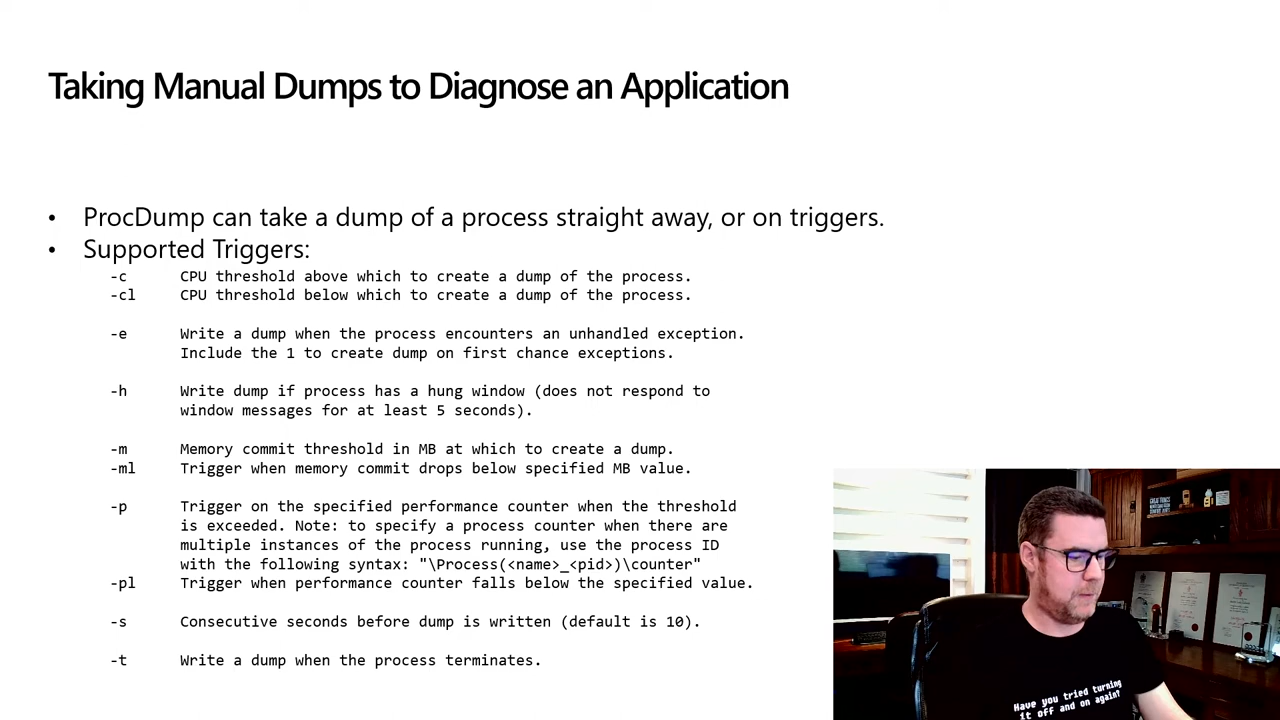 Taking Manual Dumps to Diagnose an Application
• ProcDump can take a dump of a process straight away, or on triggers.
• Supported Triggers:
-c CPU threshold above which to create a dump of the process.
-cl CPU threshold below which to create a dump of the process.
-e Write a dump when the process encounters an unhandled exception.
Include the 1 to create dump on first chance exceptions.
-h Write dump if process has a hung window (does not respond to
window messages for at least 5 seconds).
-m Memory commit threshold in MB at which to create a dump.
-ml Trigger when memory commit drops below specified MB value.
-p Trigger on the specified performance counter when the threshold
is exceeded. Note: to specify a process counter when there are
multiple instances of the process running, use the process ID
with the following syntax: "\Process(<name>_<pid>)\counter"
-pl Trigger when performance counter falls below the specified value.
-s Consecutive seconds before dump is written (default is 10).
-t Write a dump when the process terminates.
Have you tried turning
it off and on again?